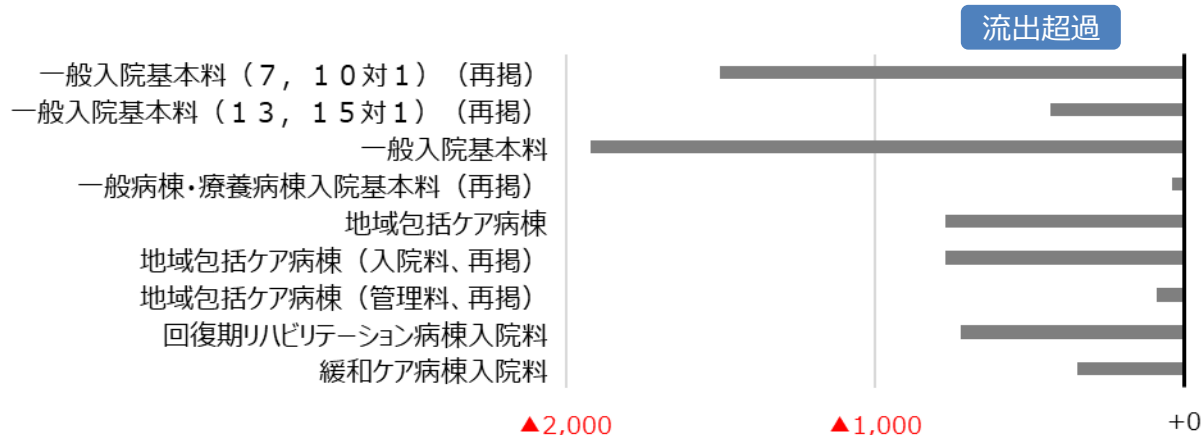 流出超過
一般入院基本料（７，１０対１）（再掲）
一般入院基本料（１３，１５対１）（再掲）
一般入院基本料
一般病棟・療養病棟入院基本料（再掲）
地域包括ケア病棟
地域包括ケア病棟（入院料、再掲）
地域包括ケア病棟（管理料、再掲）
回復期リハビリテーション病棟入院料
緩和ケア病棟入院料
▲2,000 ▲1,000 +0